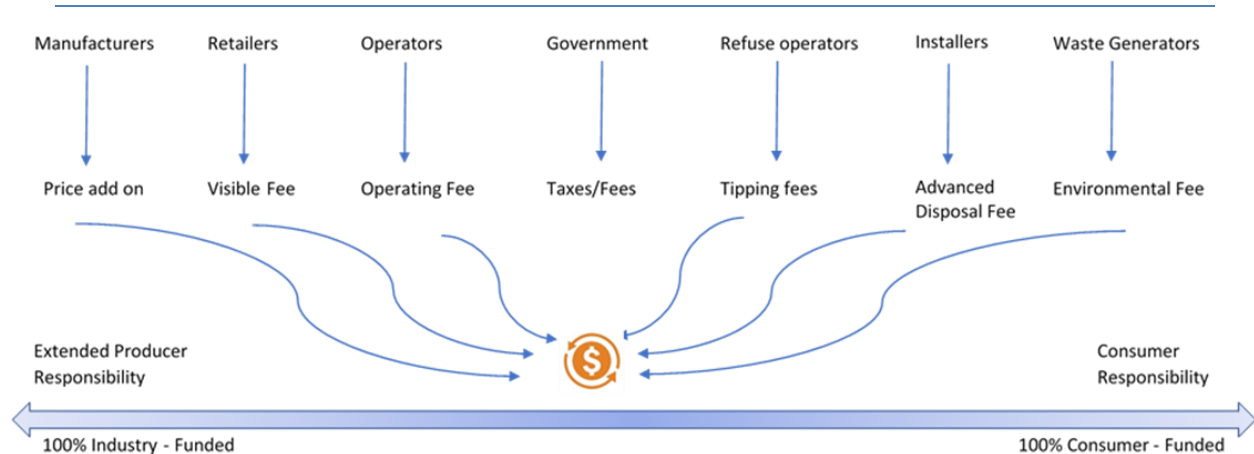 Manufacturers
Retailers
Operators
Government
Refuse operators
Installers
Waste Generators
Price add on
Visible Fee
Operating Fee
Taxes/Fees
Tipping fees
Advanced
Disposal Fee
Environmental Fee
$
Extended Producer
Responsibility
Consumer
Responsibility
100% Industry - Funded
100% Consumer - Funded